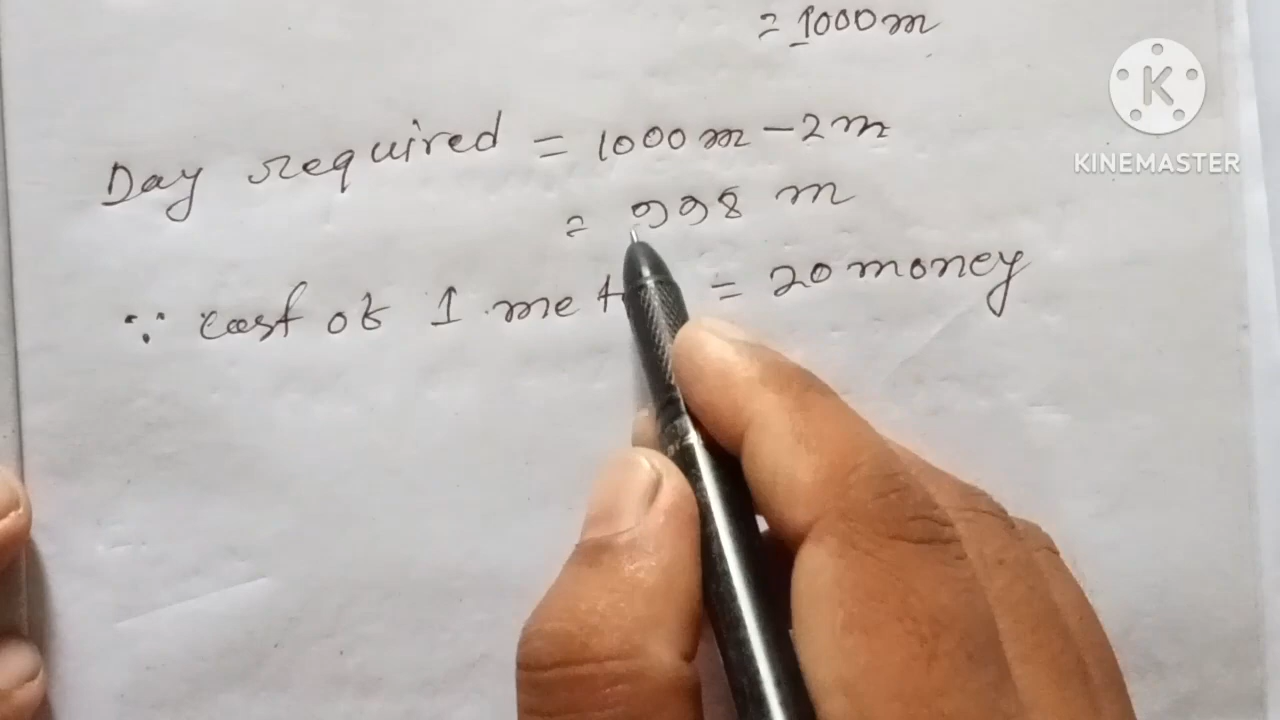 = 1000m
Day required = 1000m - 2m
= 998 m
∵ cost of 1 met = 20 money
K
KINEMASTER